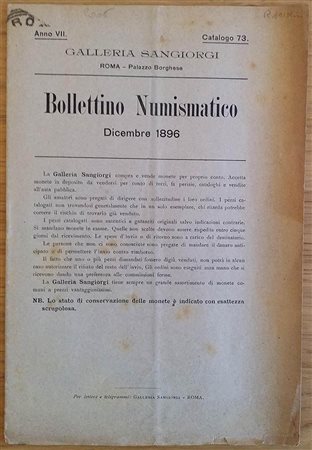 Anno VII.
Catalogo 73.
GALLERIA SANGIORGI
ROMA – Palazzo Borghese
Bollettino Numismatico
Dicembre 1896
La Galleria Sangiorgi compra e vende monete per proprio conto. Accetta
monete in deposito da vendersi per conto di terzi, fa perizie, cataloghi e vendite
all'asta pubblica.
Gli amatori sono pregati di dirigere con sollecitudine i loro ordini. I pezzi ca-
talogati non trovandosi generalmente che in un solo esemplare, chi ritarda potrebbe
correre il rischio di trovarlo già venduto.
I pezzi catalogati sono autentici e garantiti originali salvo indicazioni contrarie.
Si mandano monete in esame. Quelle non scelte devono essere rispedite entro cinque
giorni dal ricevimento. Le spese d'invio e di ritorno sono a carico del destinatario.
Le persone che non ci sono conosciute sono pregate di mandare il danaro anti-
cipato o di permettere l'invio contro rimborso.
Il fatto che uno o più pezzi domandati fossero digià venduti, non potrà in alcun
caso autorizzare il rifiuto del resto dell'invio. Gli ordini sono eseguiti man mano che si
ricevono dando una preferenza alle commissioni ferme.
La Galleria Sangiorgi tiene sempre un grande assortimento di monete co-
muni a prezzi vantaggiosissimi.
NB. Lo stato di conservazione delle monete è indicato con esattezza
scrupolosa.
Per lettere e telegrammi: GALLERIA SANGIORGI - ROMA.